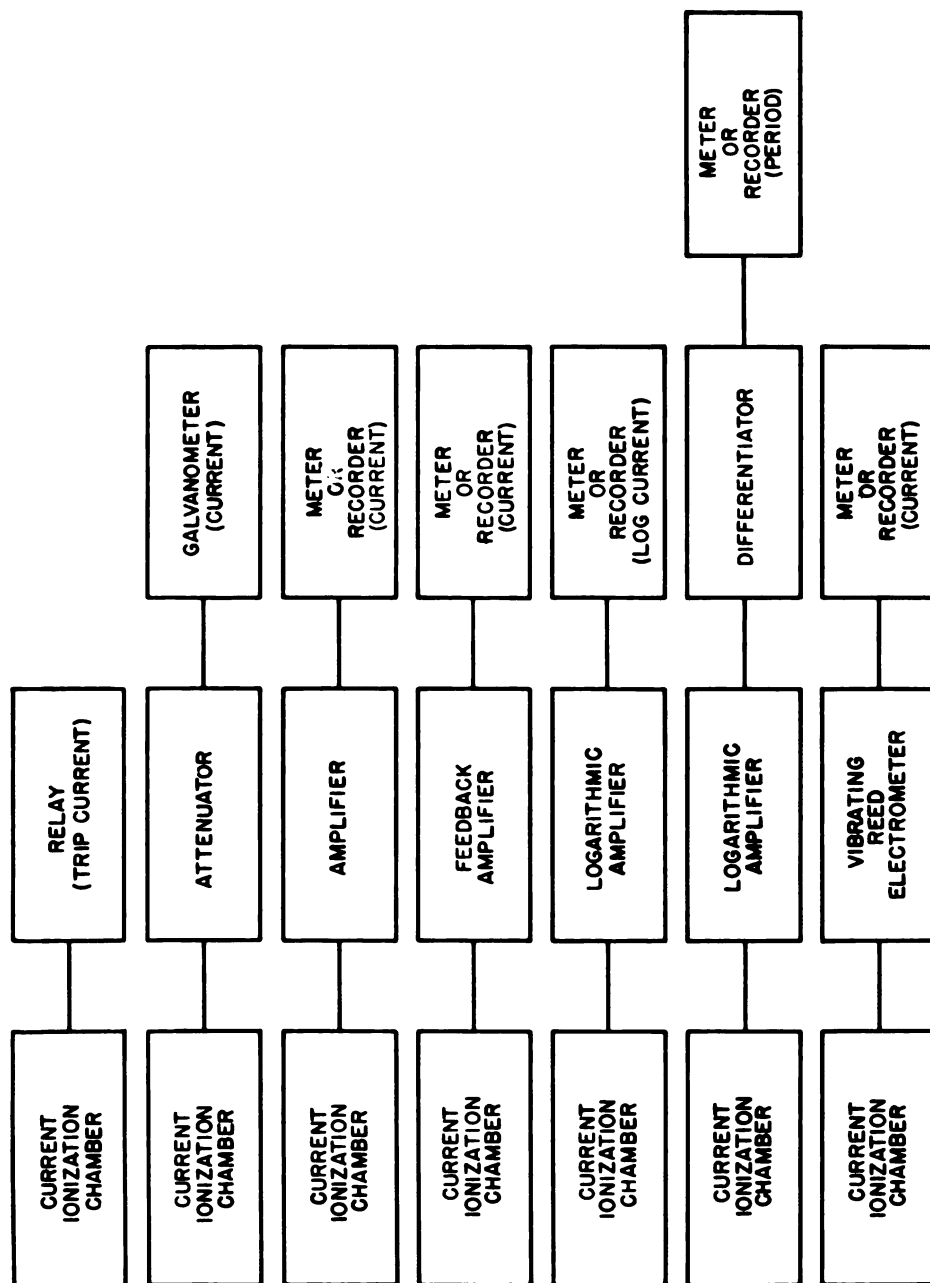 CURRENT
IONIZATION
CHAMBER
RELAY
(TRIP CURRENT)
CURRENT
IONIZATION
CHAMBER
ATTENUATOR
GALVANOMETER
(CURRENT)
CURRENT
IONIZATION
CHAMBER
AMPLIFIER
METER
OR
RECORDER
(CURRENT)
CURRENT
IONIZATION
CHAMBER
FEEDBACK
AMPLIFIER
METER
OR
RECORDER
(CURRENT)
CURRENT
IONIZATION
CHAMBER
LOGARITHMIC
AMPLIFIER
METER
OR
RECORDER
(LOG CURRENT)
CURRENT
IONIZATION
CHAMBER
LOGARITHMIC
AMPLIFIER
DIFFERENTIATOR
METER
OR
RECORDER
(PERIOD)
CURRENT
IONIZATION
CHAMBER
VIBRATING
REED
ELECTROMETER
METER
OR
RECORDER
(CURRENT)